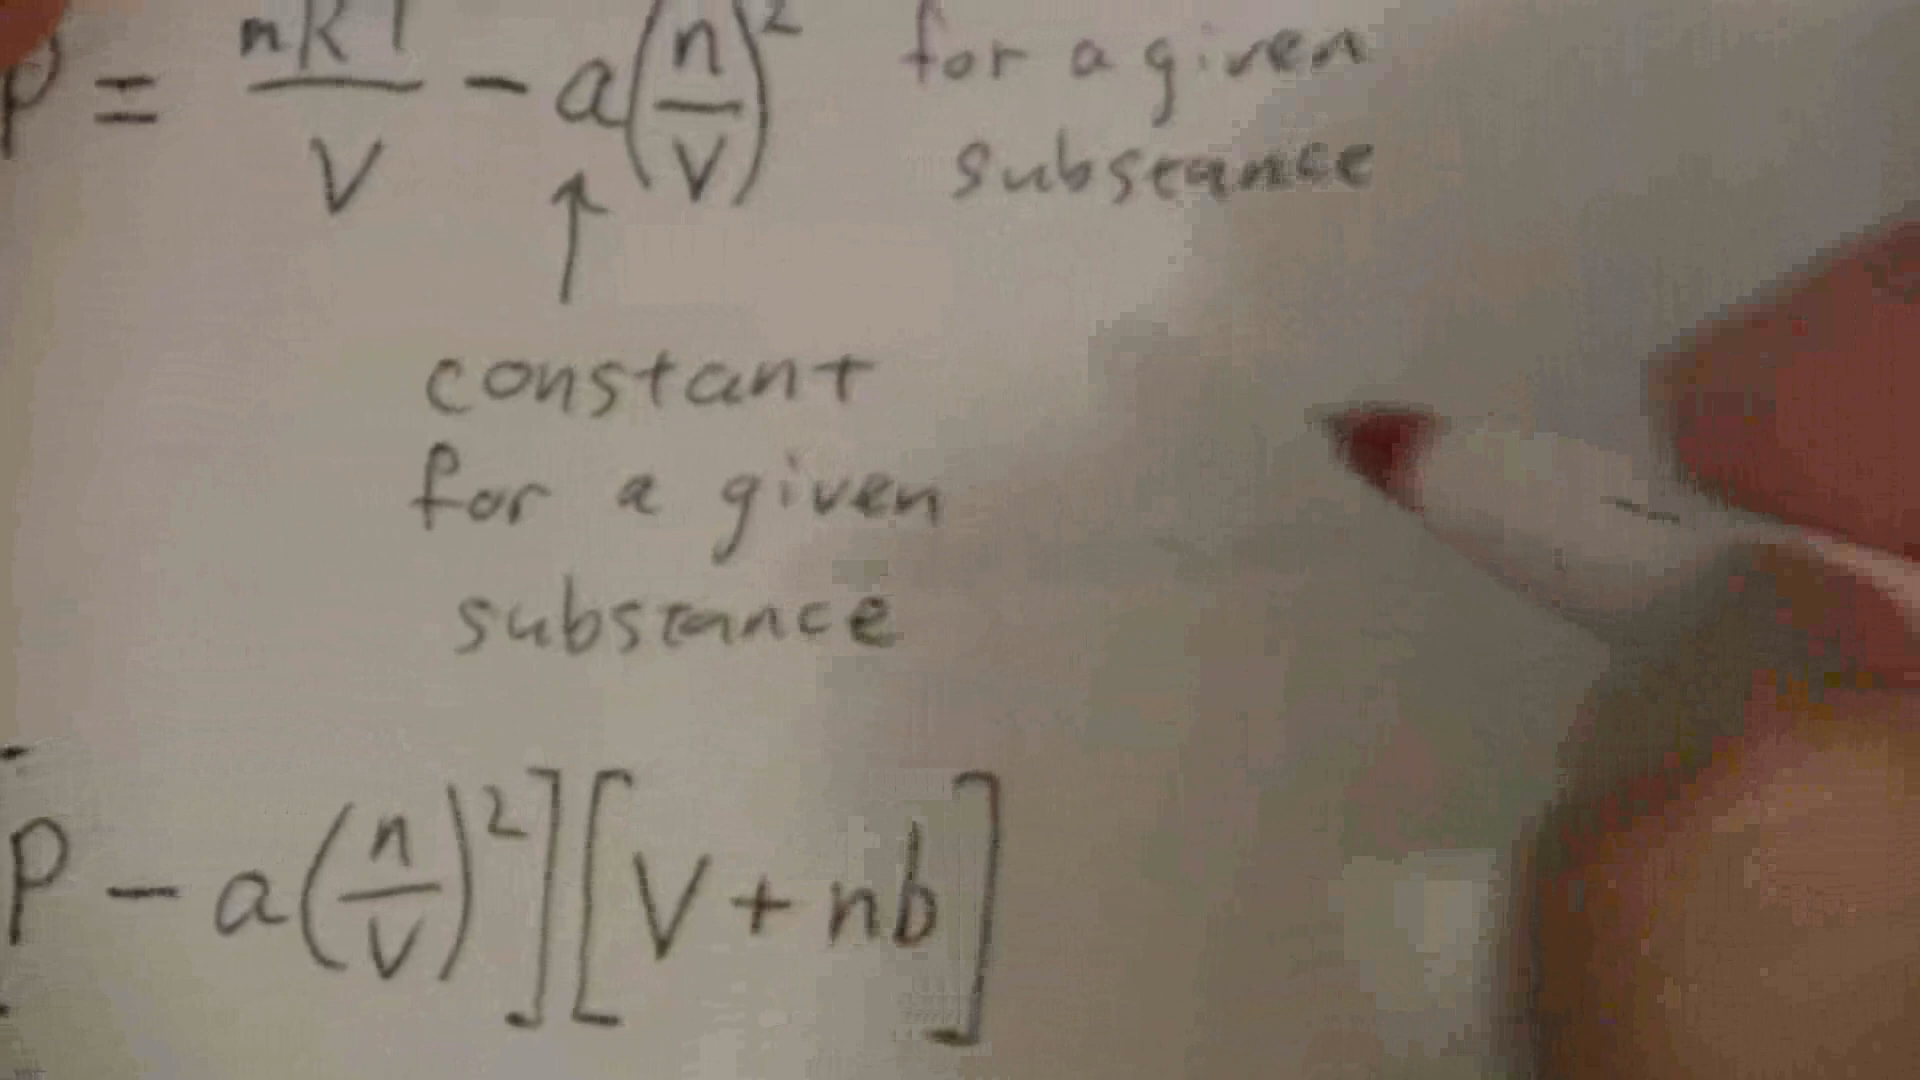 P = nRT/V - a(n/V)² for a given
substance
↑
constant
for a given
substance
[P - a(n/V)²][V + nb]